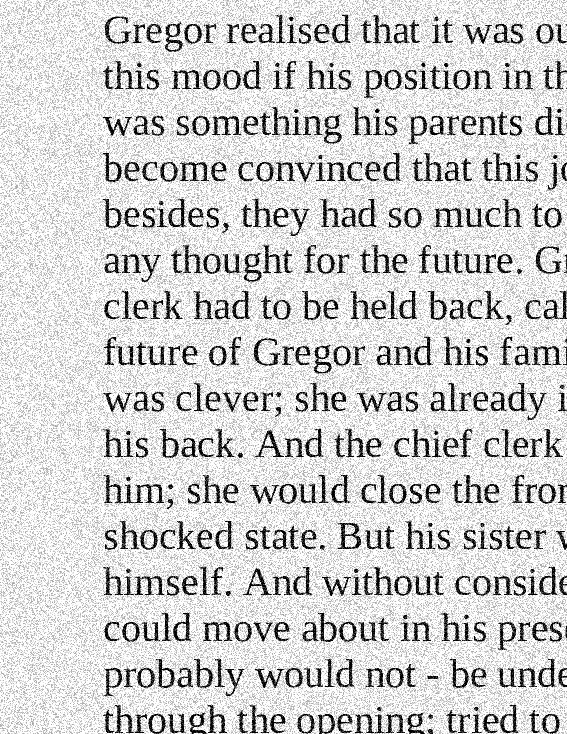 Gregor realised that it was ou
this mood if his position in th
was something his parents di
become convinced that this jo
besides, they had so much to
any thought for the future. Gr
clerk had to be held back, cal
future of Gregor and his fami
was clever; she was already i
his back. And the chief clerk
him; she would close the fron
shocked state. But his sister w
himself. And without conside
could move about in his prese
probably would not - be unde
through the opening; tried to